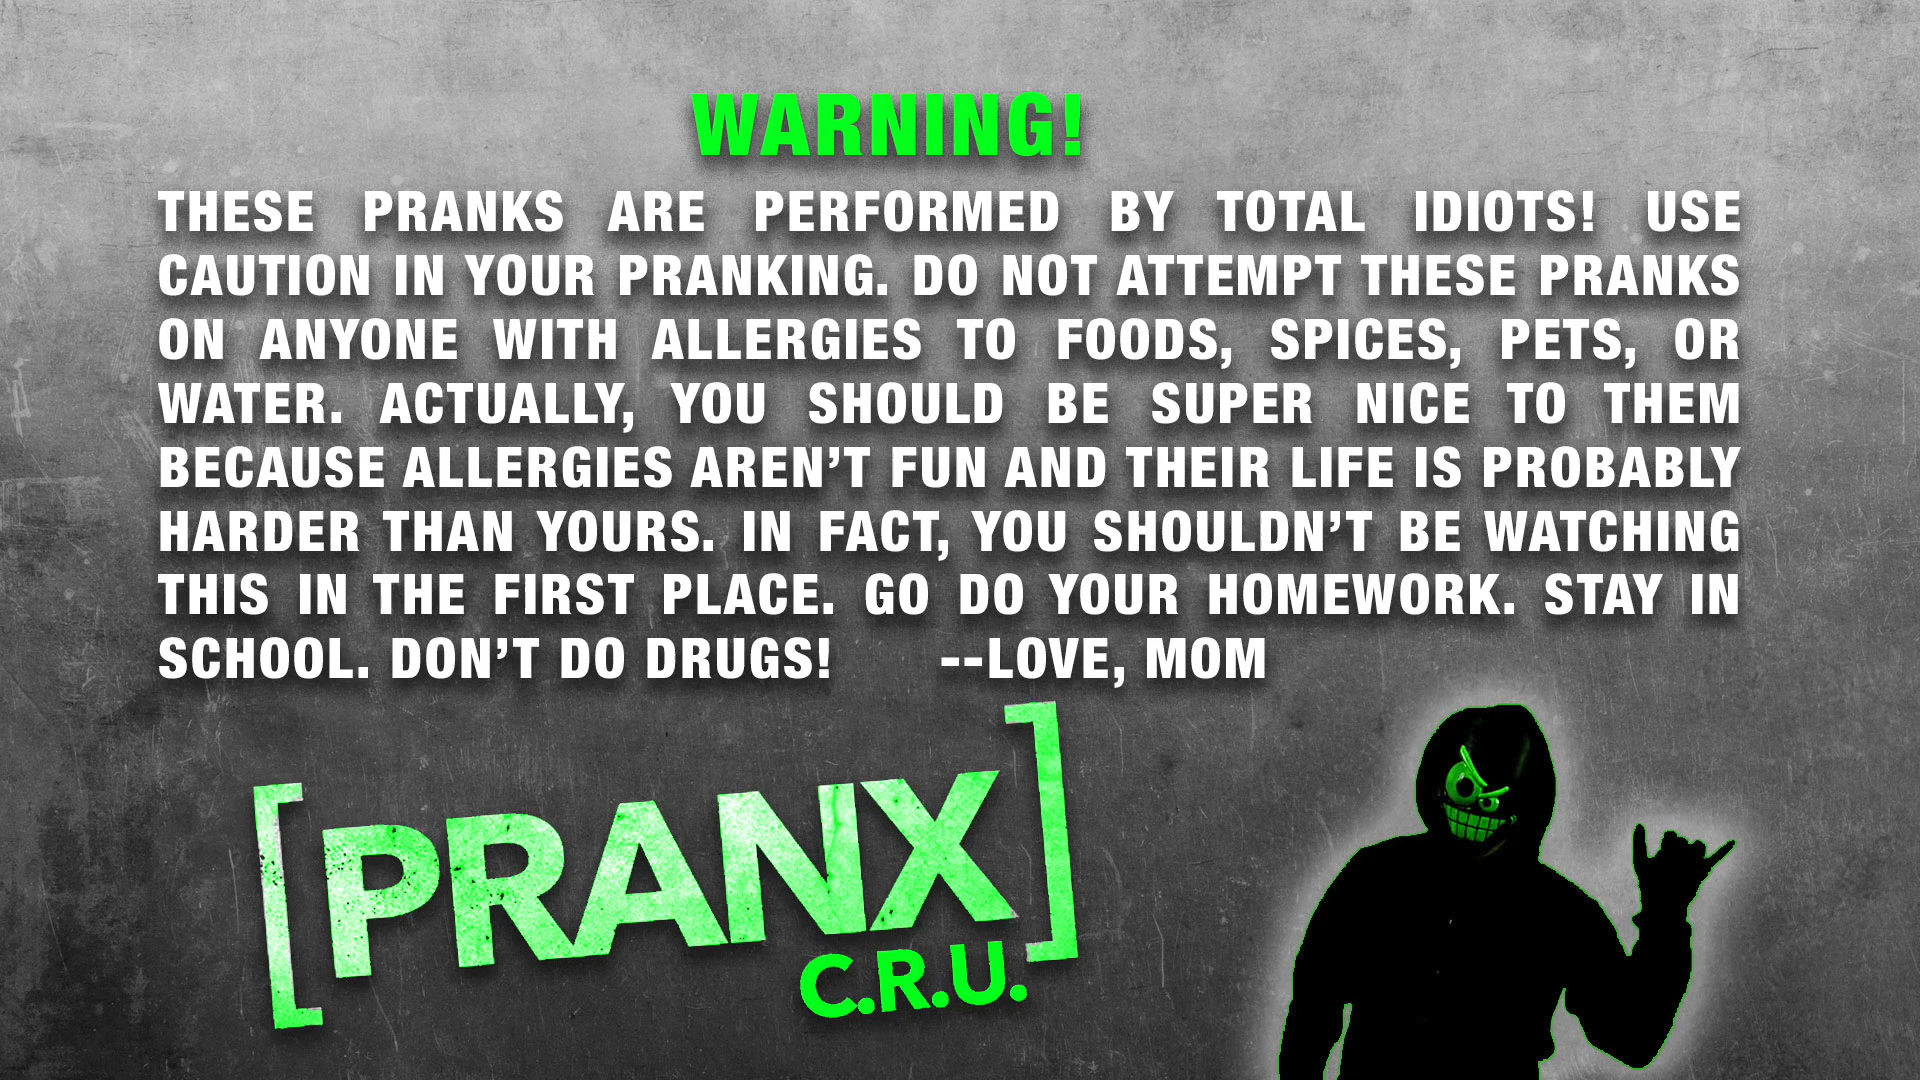 WARNING!
THESE PRANKS ARE PERFORMED BY TOTAL IDIOTS! USE
CAUTION IN YOUR PRANKING. DO NOT ATTEMPT THESE PRANKS
ON ANYONE WITH ALLERGIES TO FOODS, SPICES, PETS, OR
WATER. ACTUALLY, YOU SHOULD BE SUPER NICE TO THEM
BECAUSE ALLERGIES AREN’T FUN AND THEIR LIFE IS PROBABLY
HARDER THAN YOURS. IN FACT, YOU SHOULDN’T BE WATCHING
THIS IN THE FIRST PLACE. GO DO YOUR HOMEWORK. STAY IN
SCHOOL. DON’T DO DRUGS! --LOVE, MOM
[PRANX]
C.R.U.